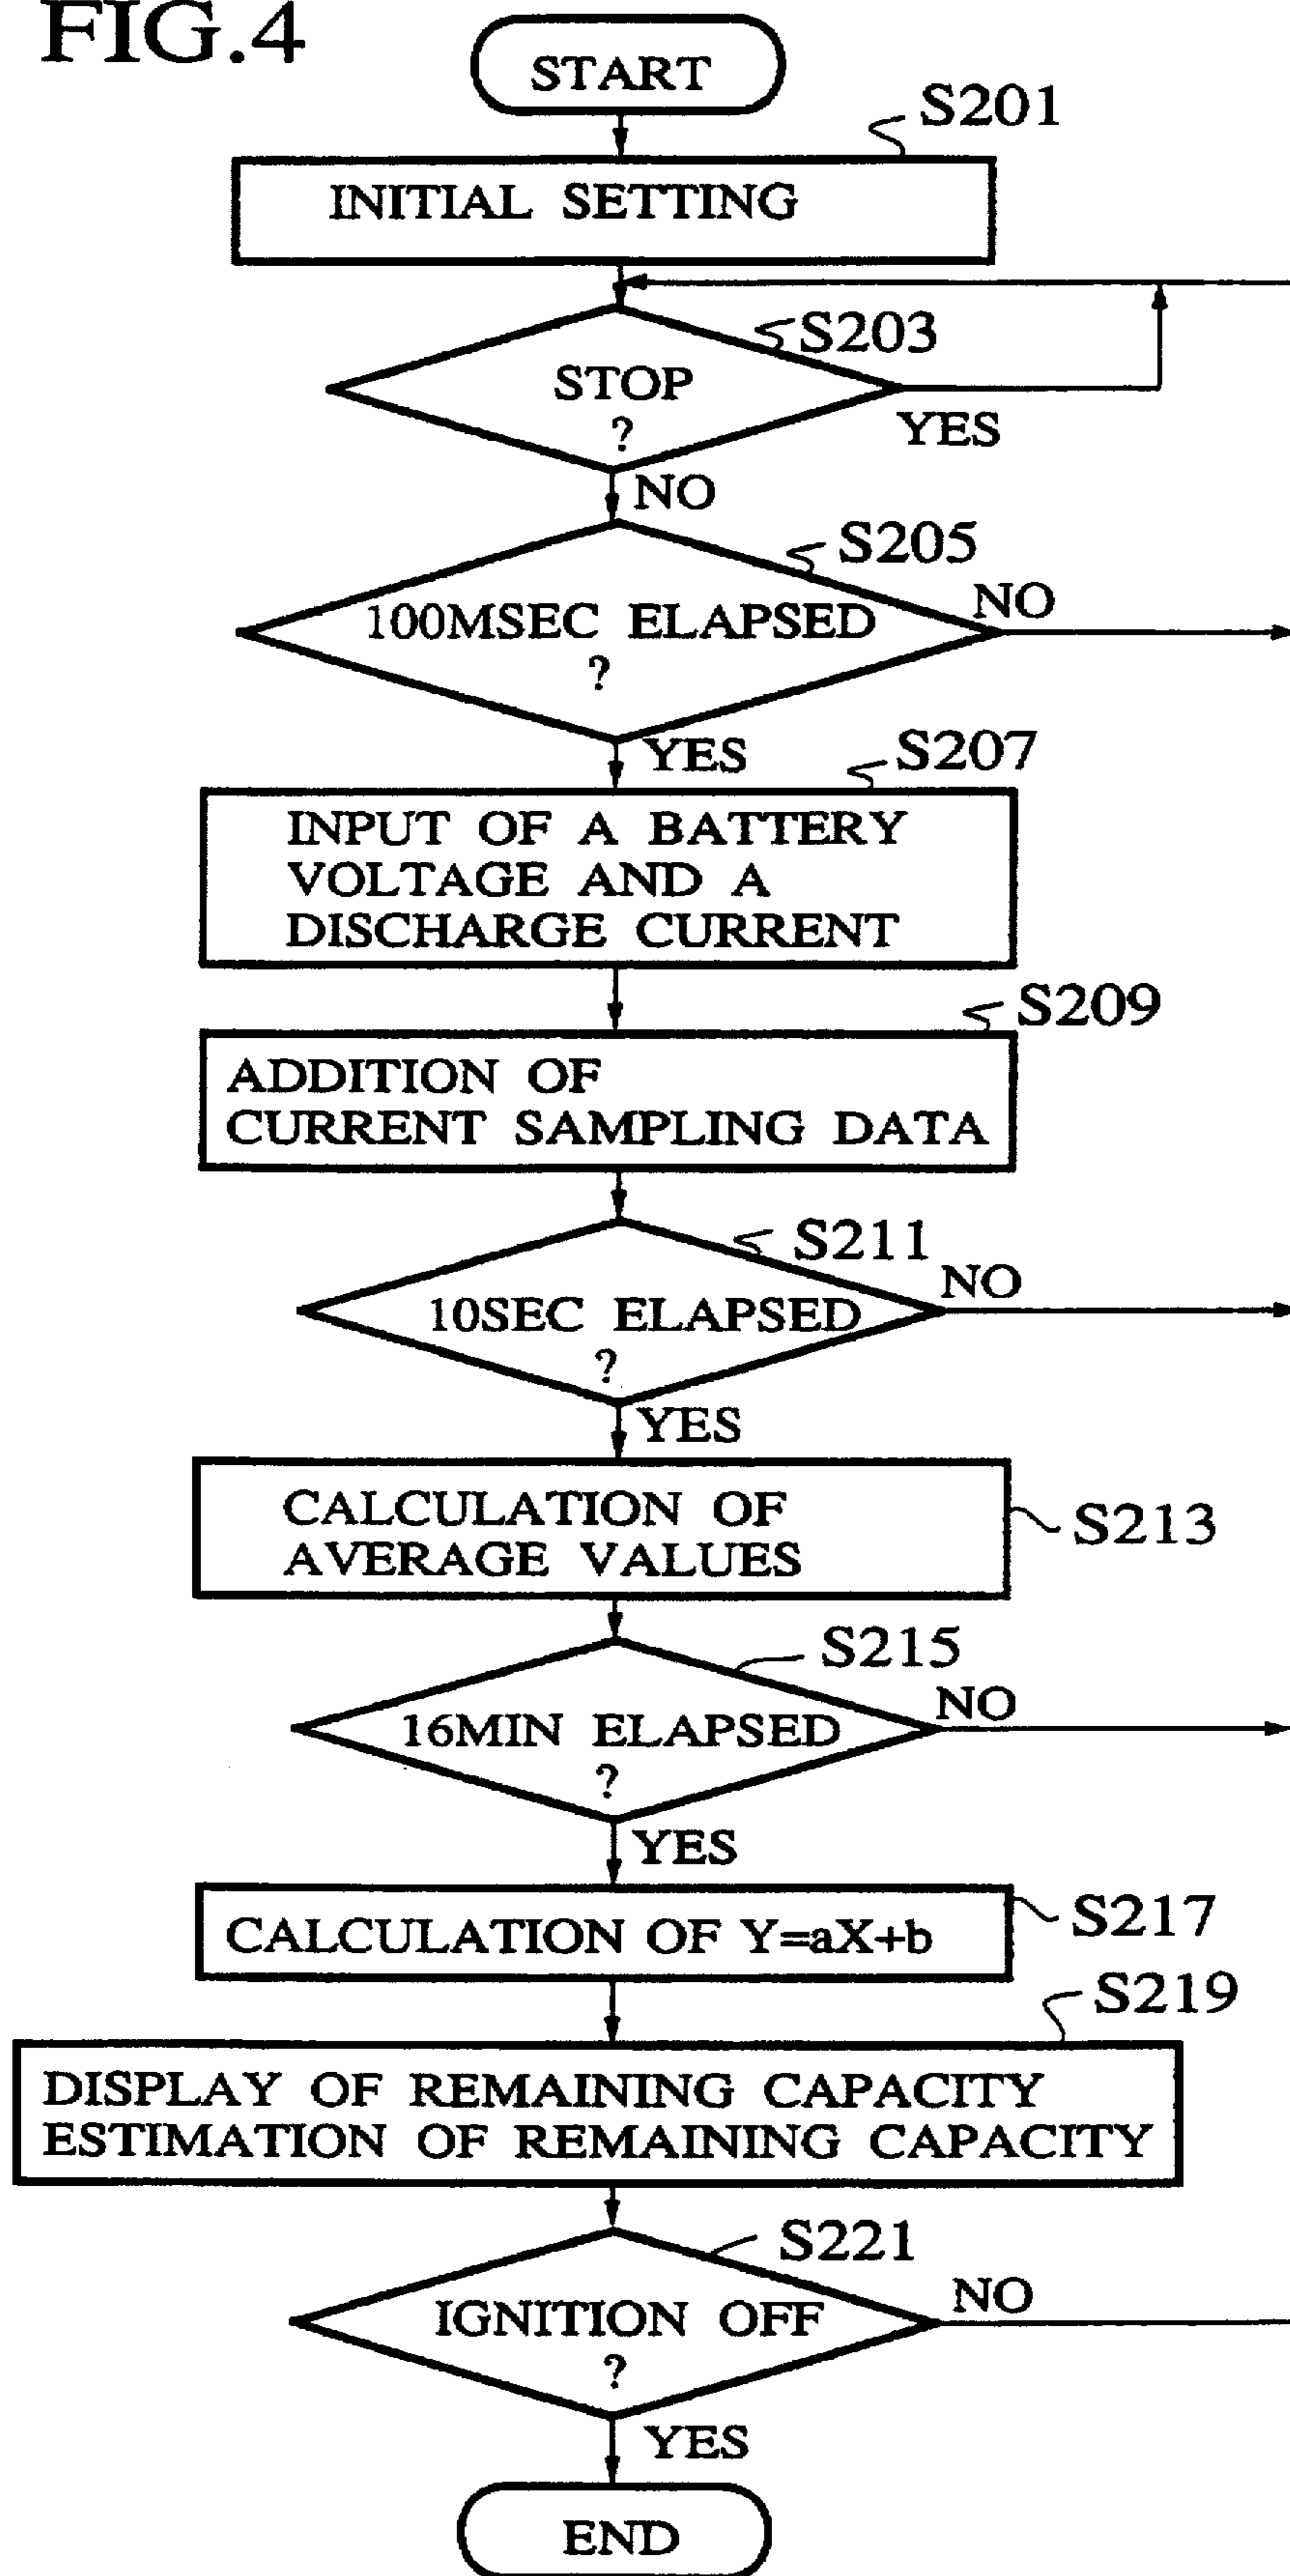 FIG.4
START
S201
INITIAL SETTING
S203
STOP
?
YES
NO
S205
100MSEC ELAPSED
?
NO
YES
S207
INPUT OF A BATTERY
VOLTAGE AND A
DISCHARGE CURRENT
S209
ADDITION OF
CURRENT SAMPLING DATA
S211
10SEC ELAPSED
?
NO
YES
CALCULATION OF
AVERAGE VALUES
S213
S215
16MIN ELAPSED
?
NO
YES
CALCULATION OF Y=aX+b
S217
S219
DISPLAY OF REMAINING CAPACITY
ESTIMATION OF REMAINING CAPACITY
S221
IGNITION OFF
?
NO
YES
END